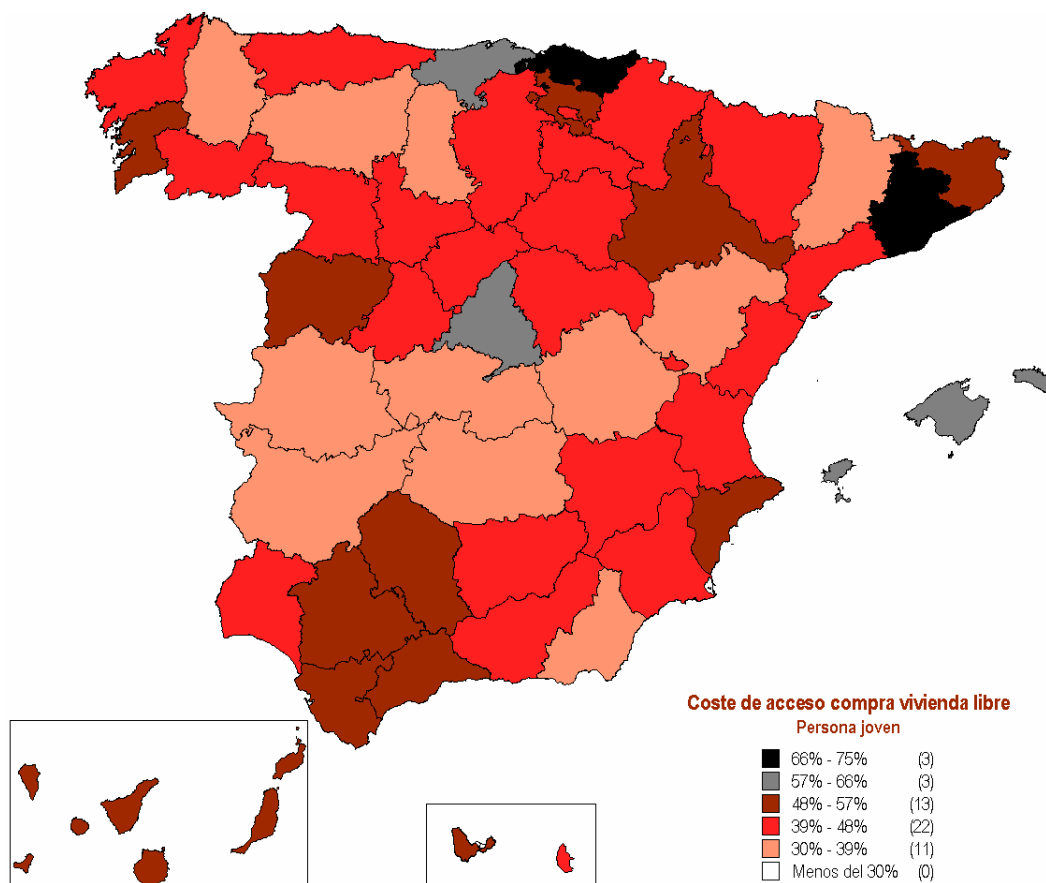 Coste de acceso compra vivienda libre
Persona joven
66% - 75% (3)
57% - 66% (3)
48% - 57% (13)
39% - 48% (22)
30% - 39% (11)
Menos del 30% (0)